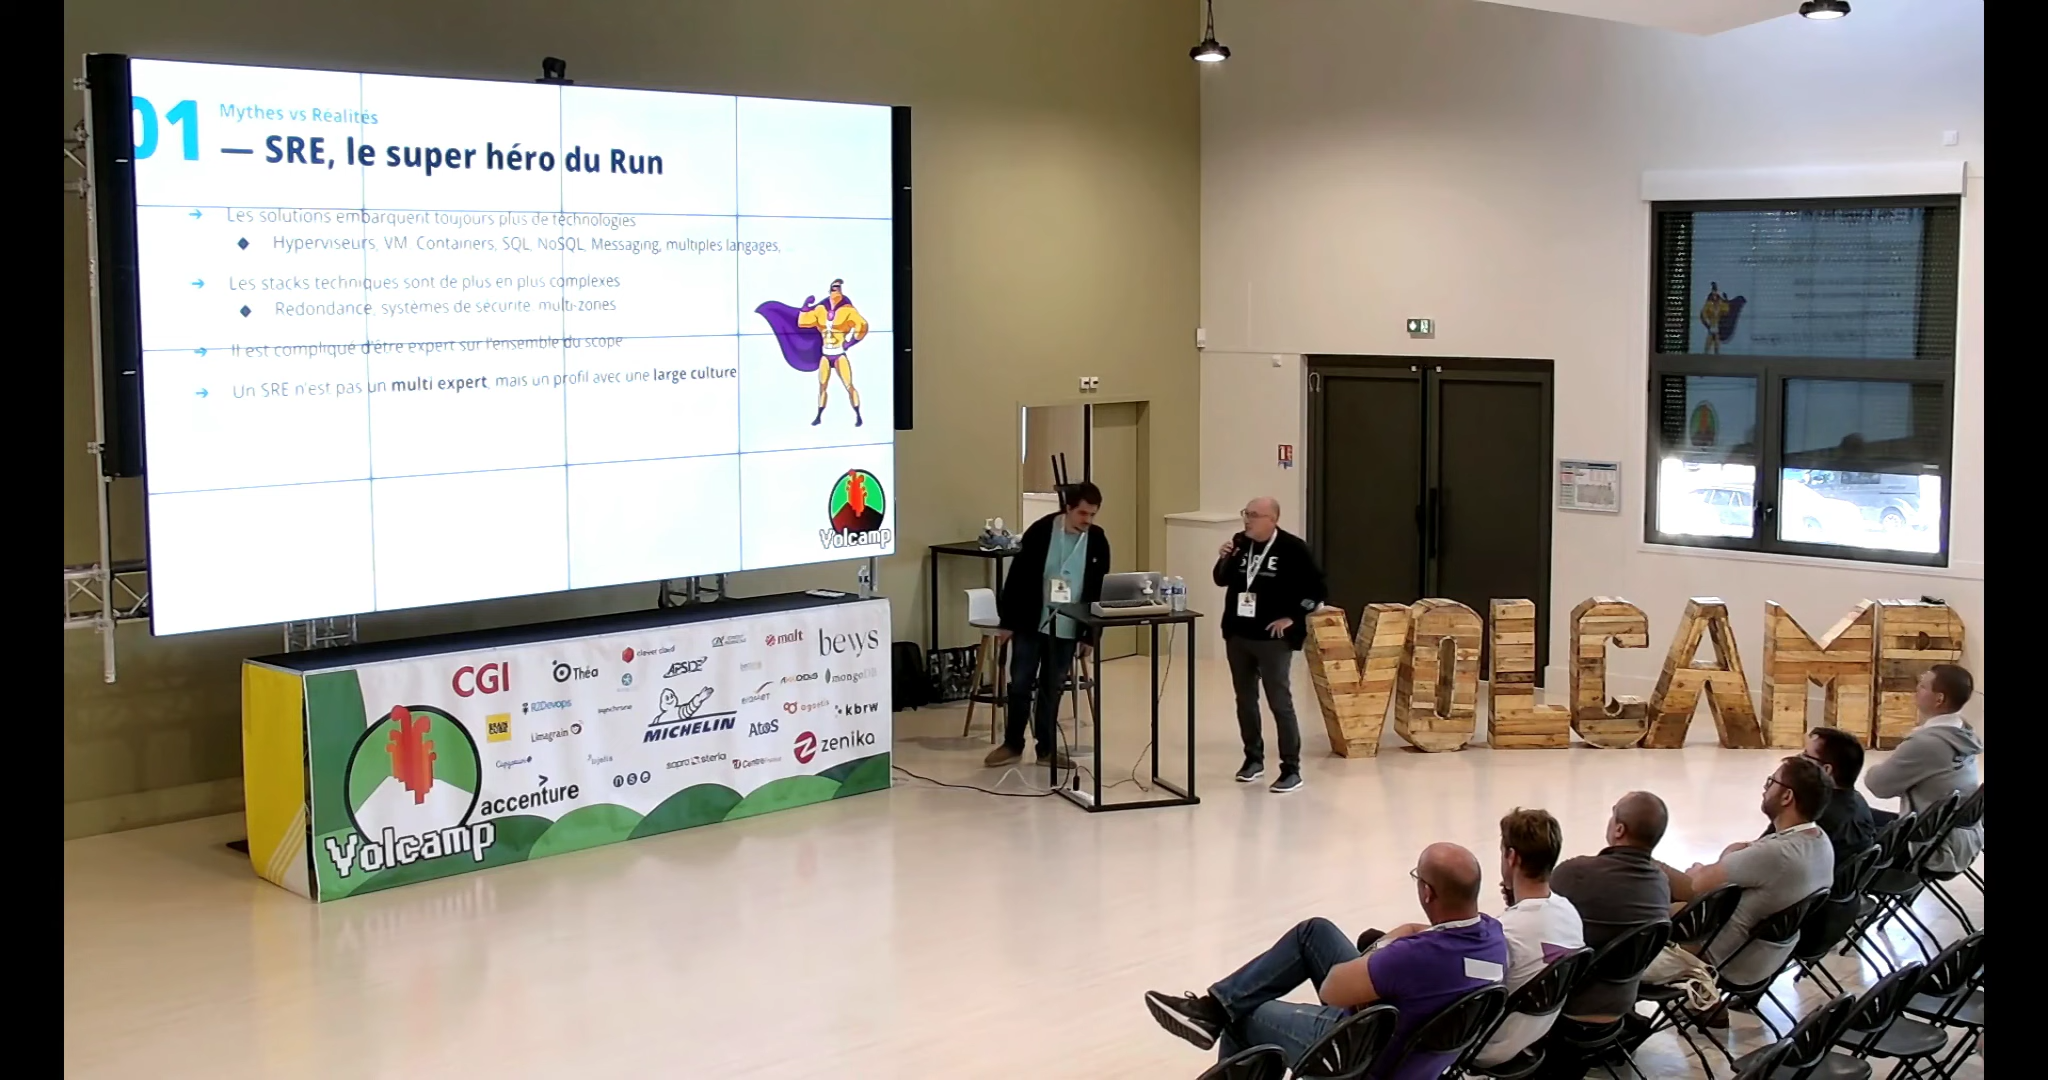 01
Mythes vs Réalités
— SRE, le super héro du Run
Les solutions embarquent toujours plus de technologies
Hyperviseurs, VM Containers, SQL, NoSQL, Messaging, multiples langages,
Les stacks techniques sont de plus en plus complexes
Redondance, systèmes de sécurité, multi-zones
Il est compliqué d'être expert sur l'ensemble du scope
Un SRE n'est pas un multi expert, mais un profil avec une large culture
Volcamp
SRE
VOLCAMP
CGI
Théa
clever cloud
APSIDE
malt
bewys
mongoDB
R2Devops
MICHELIN
Limagrain
Atos
kbrw
sopra steria
zenika
nse
accenture
Volcamp